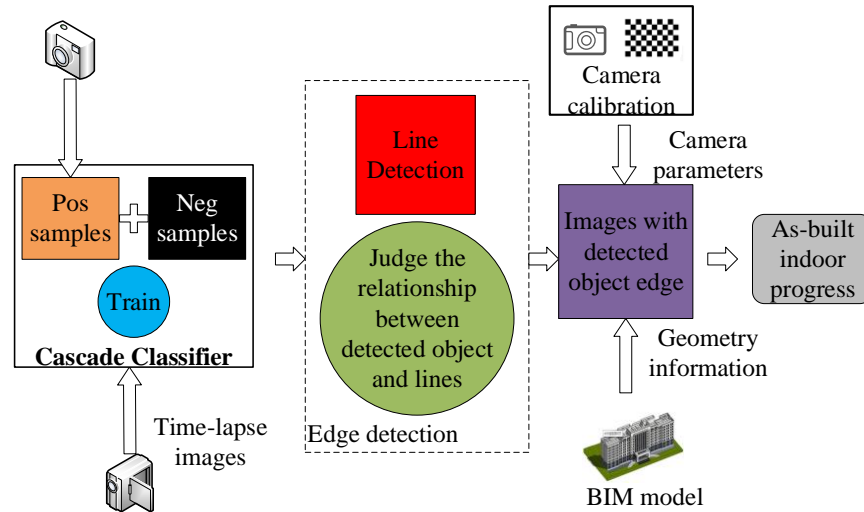 Pos
samples
Neg
samples
Train
Cascade Classifier
Time-lapse
images
Line
Detection
Judge the
relationship
between
detected object
and lines
Edge detection
Camera
calibration
Camera
parameters
Images with
detected
object edge
Geometry
information
BIM model
As-built
indoor
progress